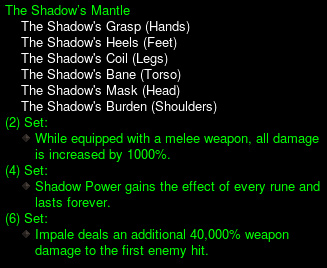 The Shadow's Mantle
The Shadow's Grasp (Hands)
The Shadow's Heels (Feet)
The Shadow's Coil (Legs)
The Shadow's Bane (Torso)
The Shadow's Mask (Head)
The Shadow's Burden (Shoulders)
(2) Set:
While equipped with a melee weapon, all damage
is increased by 1000%.
(4) Set:
Shadow Power gains the effect of every rune and
lasts forever.
(6) Set:
Impale deals an additional 40,000% weapon
damage to the first enemy hit.